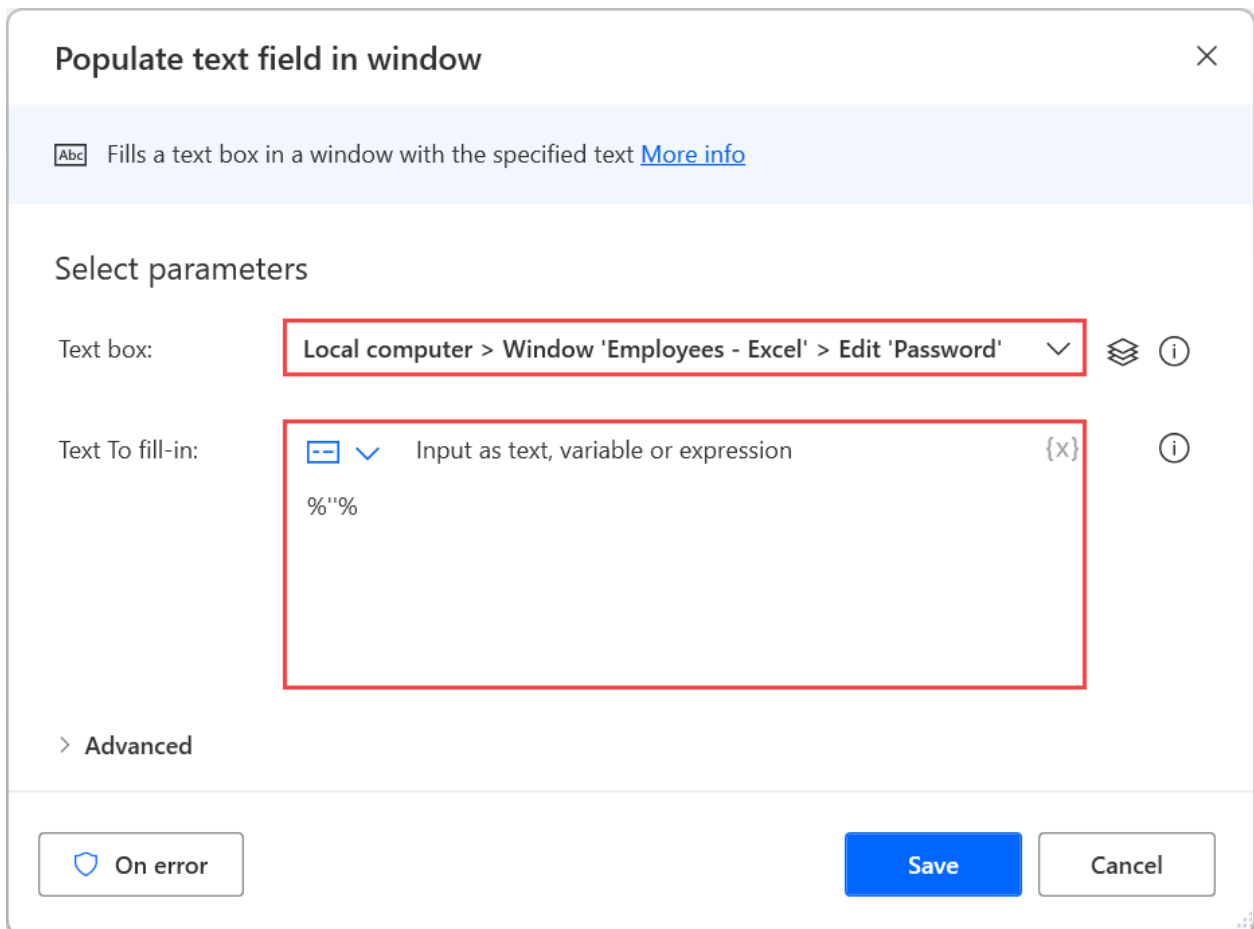 Populate text field in window
Abc Fills a text box in a window with the specified text More info
Select parameters
Text box: Local computer > Window 'Employees - Excel' > Edit 'Password'
Text To fill-in: Input as text, variable or expression {x}
%''%
Advanced
On error Save Cancel